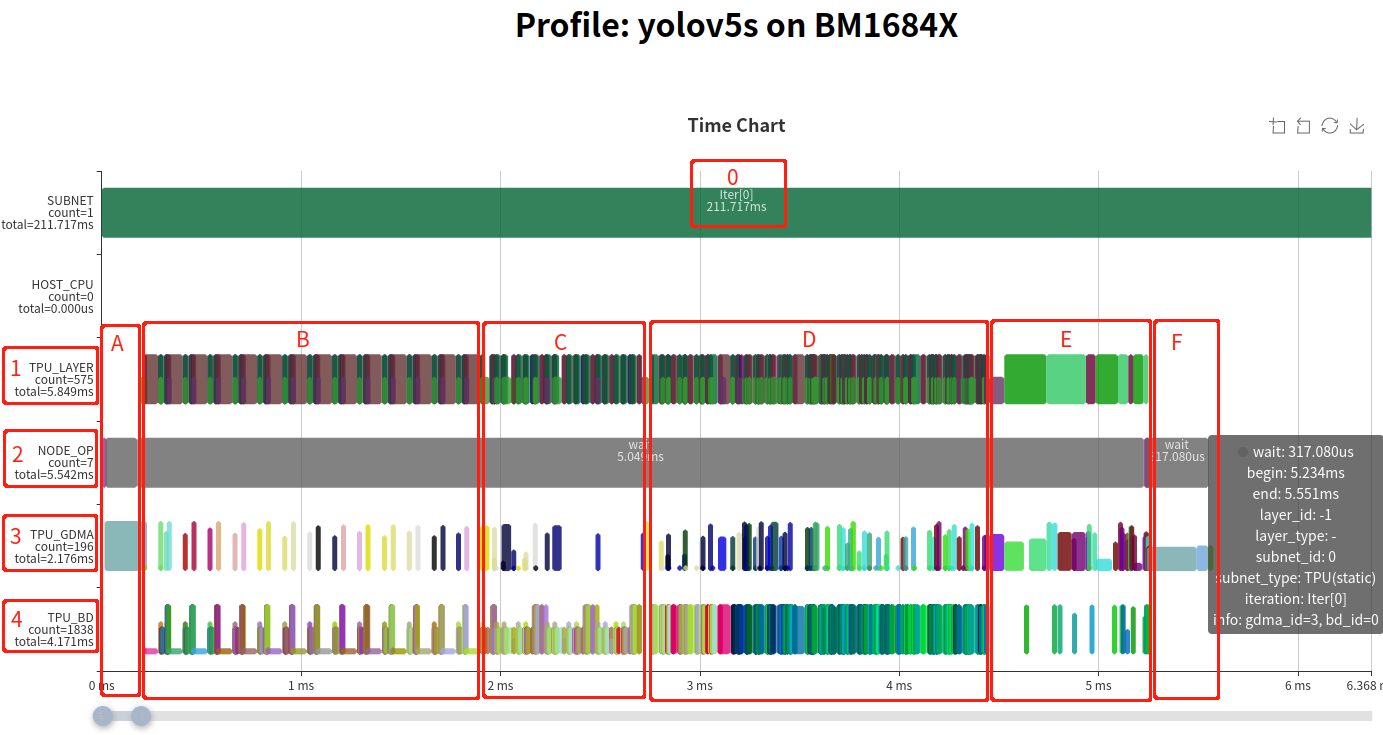 Profile: yolov5s on BM1684X
Time Chart
0
SUBNET
count=1
total=211.717ms
Iter[0]
211.717ms
HOST_CPU
count=0
total=0.000us
A
B
C
D
E
F
1
TPU_LAYER
count=575
total=5.849ms
2
NODE_OP
count=7
total=5.542ms
wait
5.049ms
wait
317.080us
wait: 317.080us
begin: 5.234ms
end: 5.551ms
layer_id: -1
layer_type: -
subnet_id: 0
subnet_type: TPU(static)
iteration: Iter[0]
info: gdma_id=3, bd_id=0
3
TPU_GDMA
count=196
total=2.176ms
4
TPU_BD
count=1838
total=4.171ms
0 ms
1 ms
2 ms
3 ms
4 ms
5 ms
6 ms
6.368